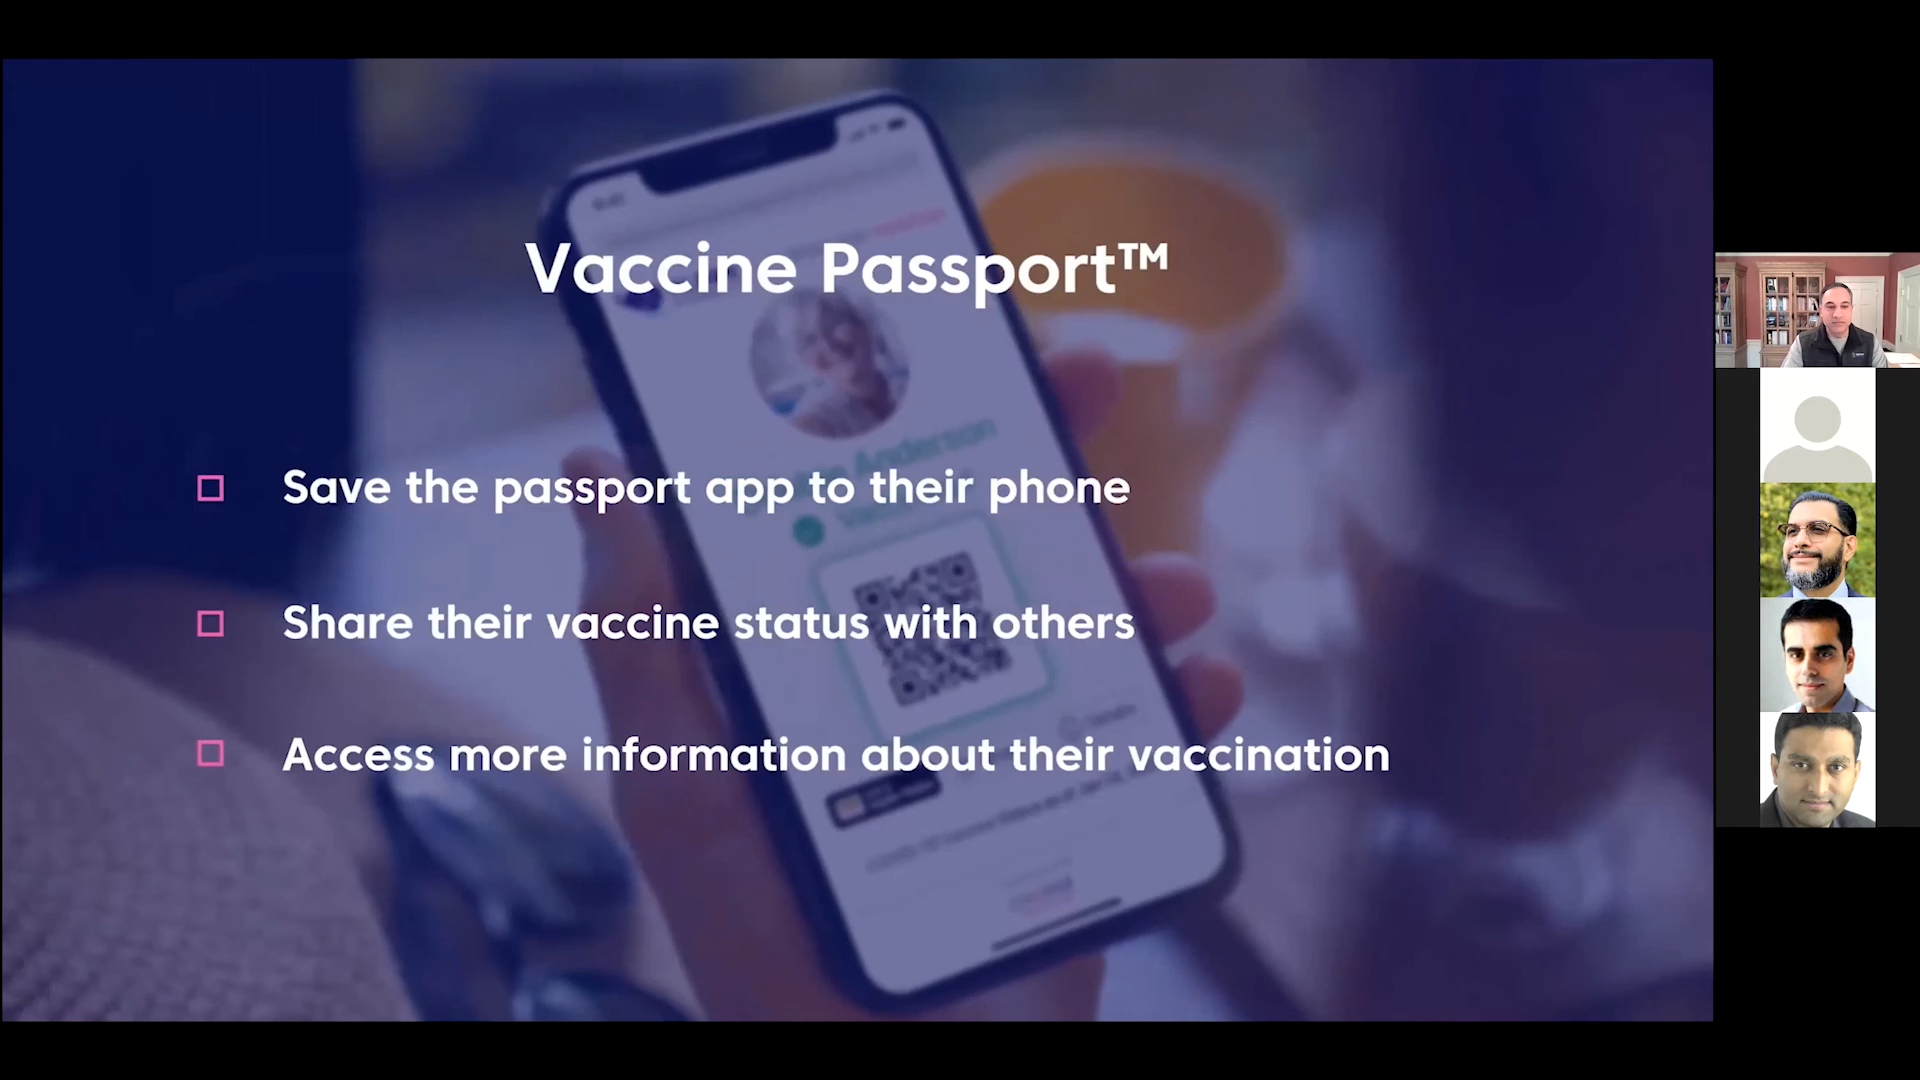 Vaccine Passport™
Anderson
Save the passport app to their phone
Share their vaccine status with others
Access more information about their vaccination